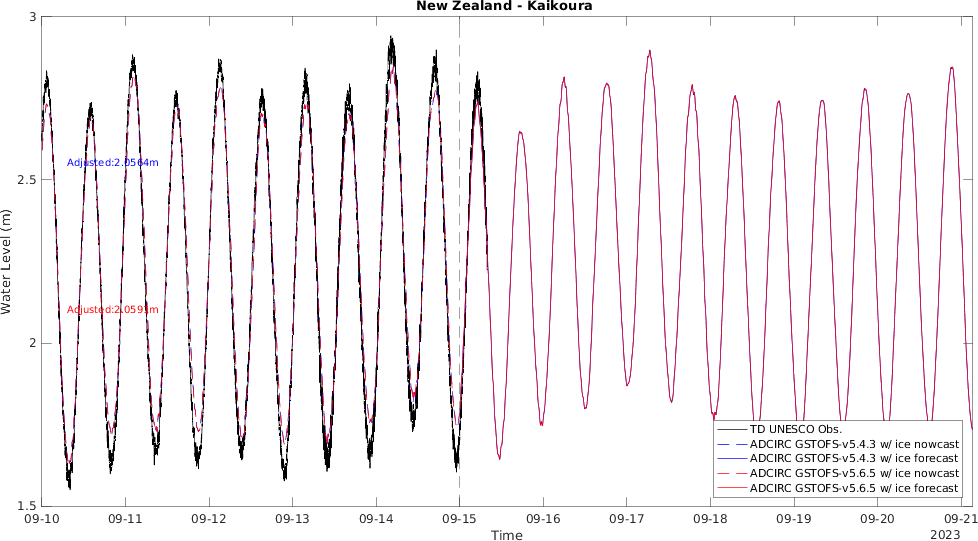 New Zealand - Kaikoura
3
2.5
2
1.5
Water Level (m)
Adjusted:2.0564m
Adjusted:2.0595m
TD UNESCO Obs.
ADCIRC GSTOFS-v5.4.3 w/ ice nowcast
ADCIRC GSTOFS-v5.4.3 w/ ice forecast
ADCIRC GSTOFS-v5.6.5 w/ ice nowcast
ADCIRC GSTOFS-v5.6.5 w/ ice forecast
09-10 09-11 09-12 09-13 09-14 09-15 09-16 09-17 09-18 09-19 09-20 09-21
Time
2023